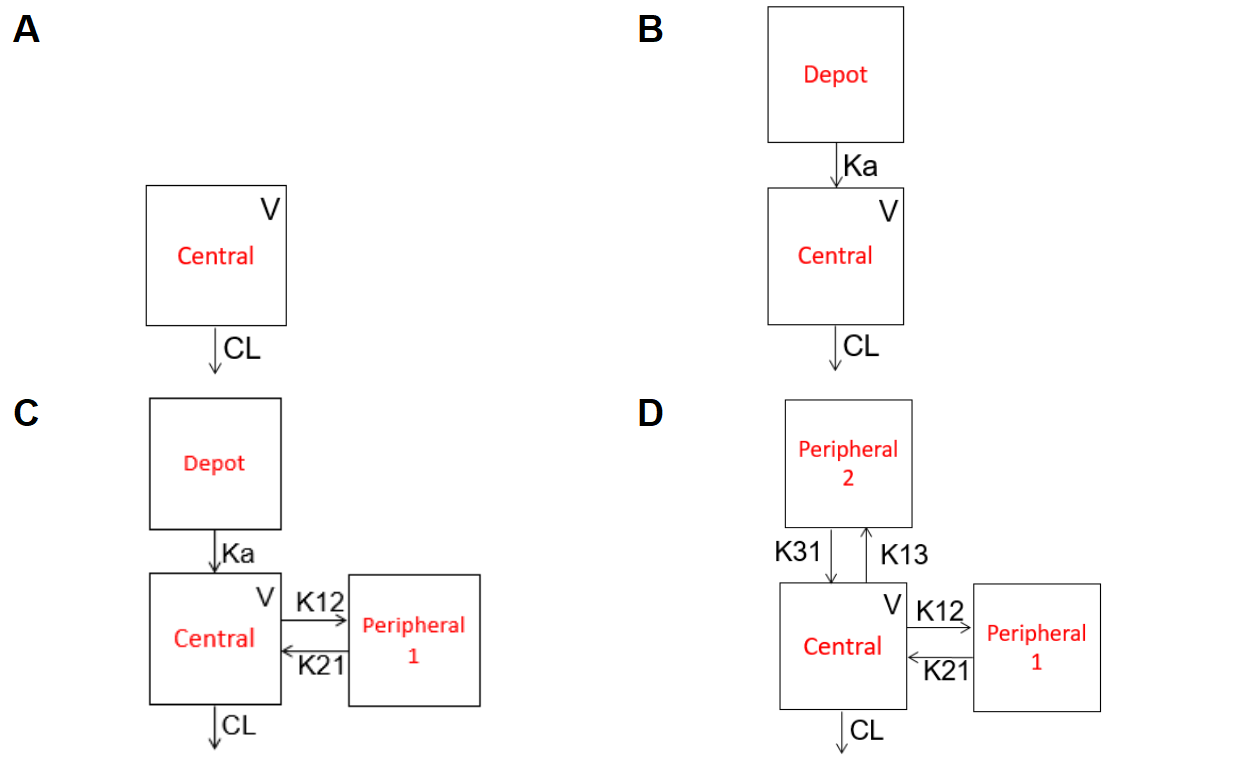 A
V
Central
CL
B
Depot
Ka
V
Central
CL
C
Depot
Ka
V
Central
K12
K21
Peripheral
1
CL
D
Peripheral
2
K31
K13
V
Central
K12
K21
Peripheral
1
CL